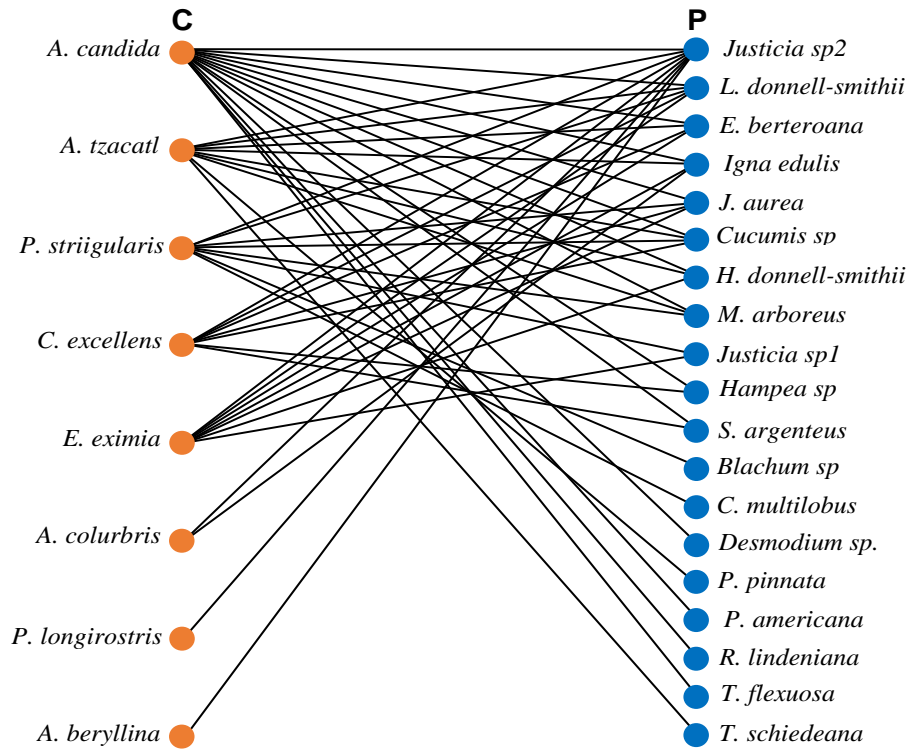 C
P
A. candida
A. tzacatl
P. striigularis
C. excellens
E. eximia
A. colurbris
P. longirostris
A. beryllina
Justicia sp2
L. donnell-smithii
E. berteroana
Igna edulis
J. aurea
Cucumis sp
H. donnell-smithii
M. arboreus
Justicia sp1
Hampea sp
S. argenteus
Blachum sp
C. multilobus
Desmodium sp.
P. pinnata
P. americana
R. lindeniana
T. flexuosa
T. schiedeana